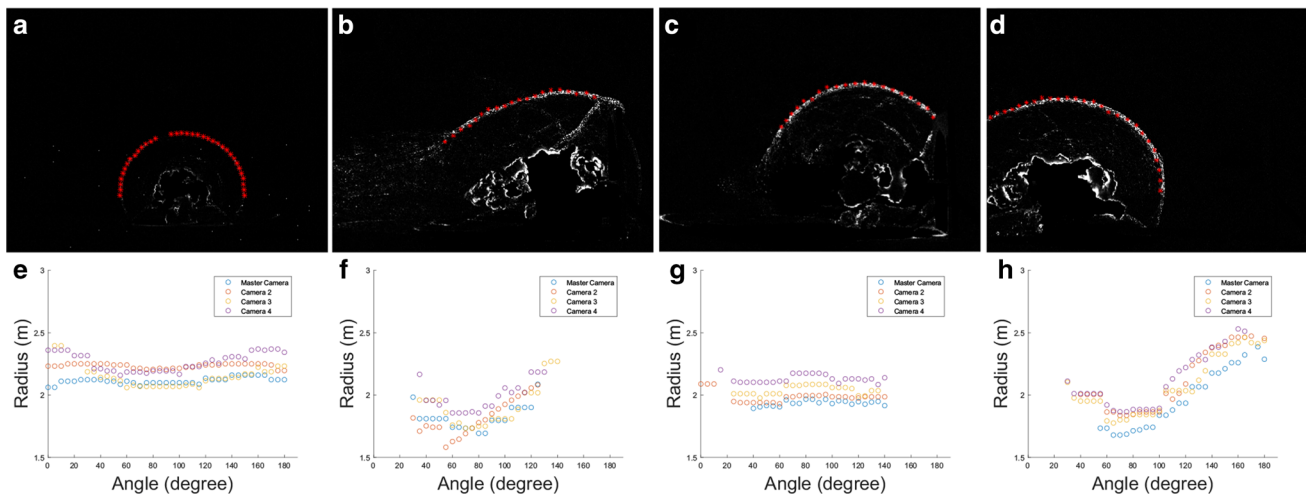 a b c d
e f g h
3 3 3 3
Master Camera Master Camera Master Camera Master Camera
Camera 2 Camera 2 Camera 2 Camera 2
Camera 3 Camera 3 Camera 3 Camera 3
Camera 4 Camera 4 Camera 4 Camera 4
2.5 2.5 2.5 2.5
Radius (m) Radius (m) Radius (m) Radius (m)
2 2 2 2
1.5 1.5 1.5 1.5
0 20 40 60 80 100 120 140 160 180 0 20 40 60 80 100 120 140 160 180 0 20 40 60 80 100 120 140 160 180 0 20 40 60 80 100 120 140 160 180
Angle (degree) Angle (degree) Angle (degree) Angle (degree)